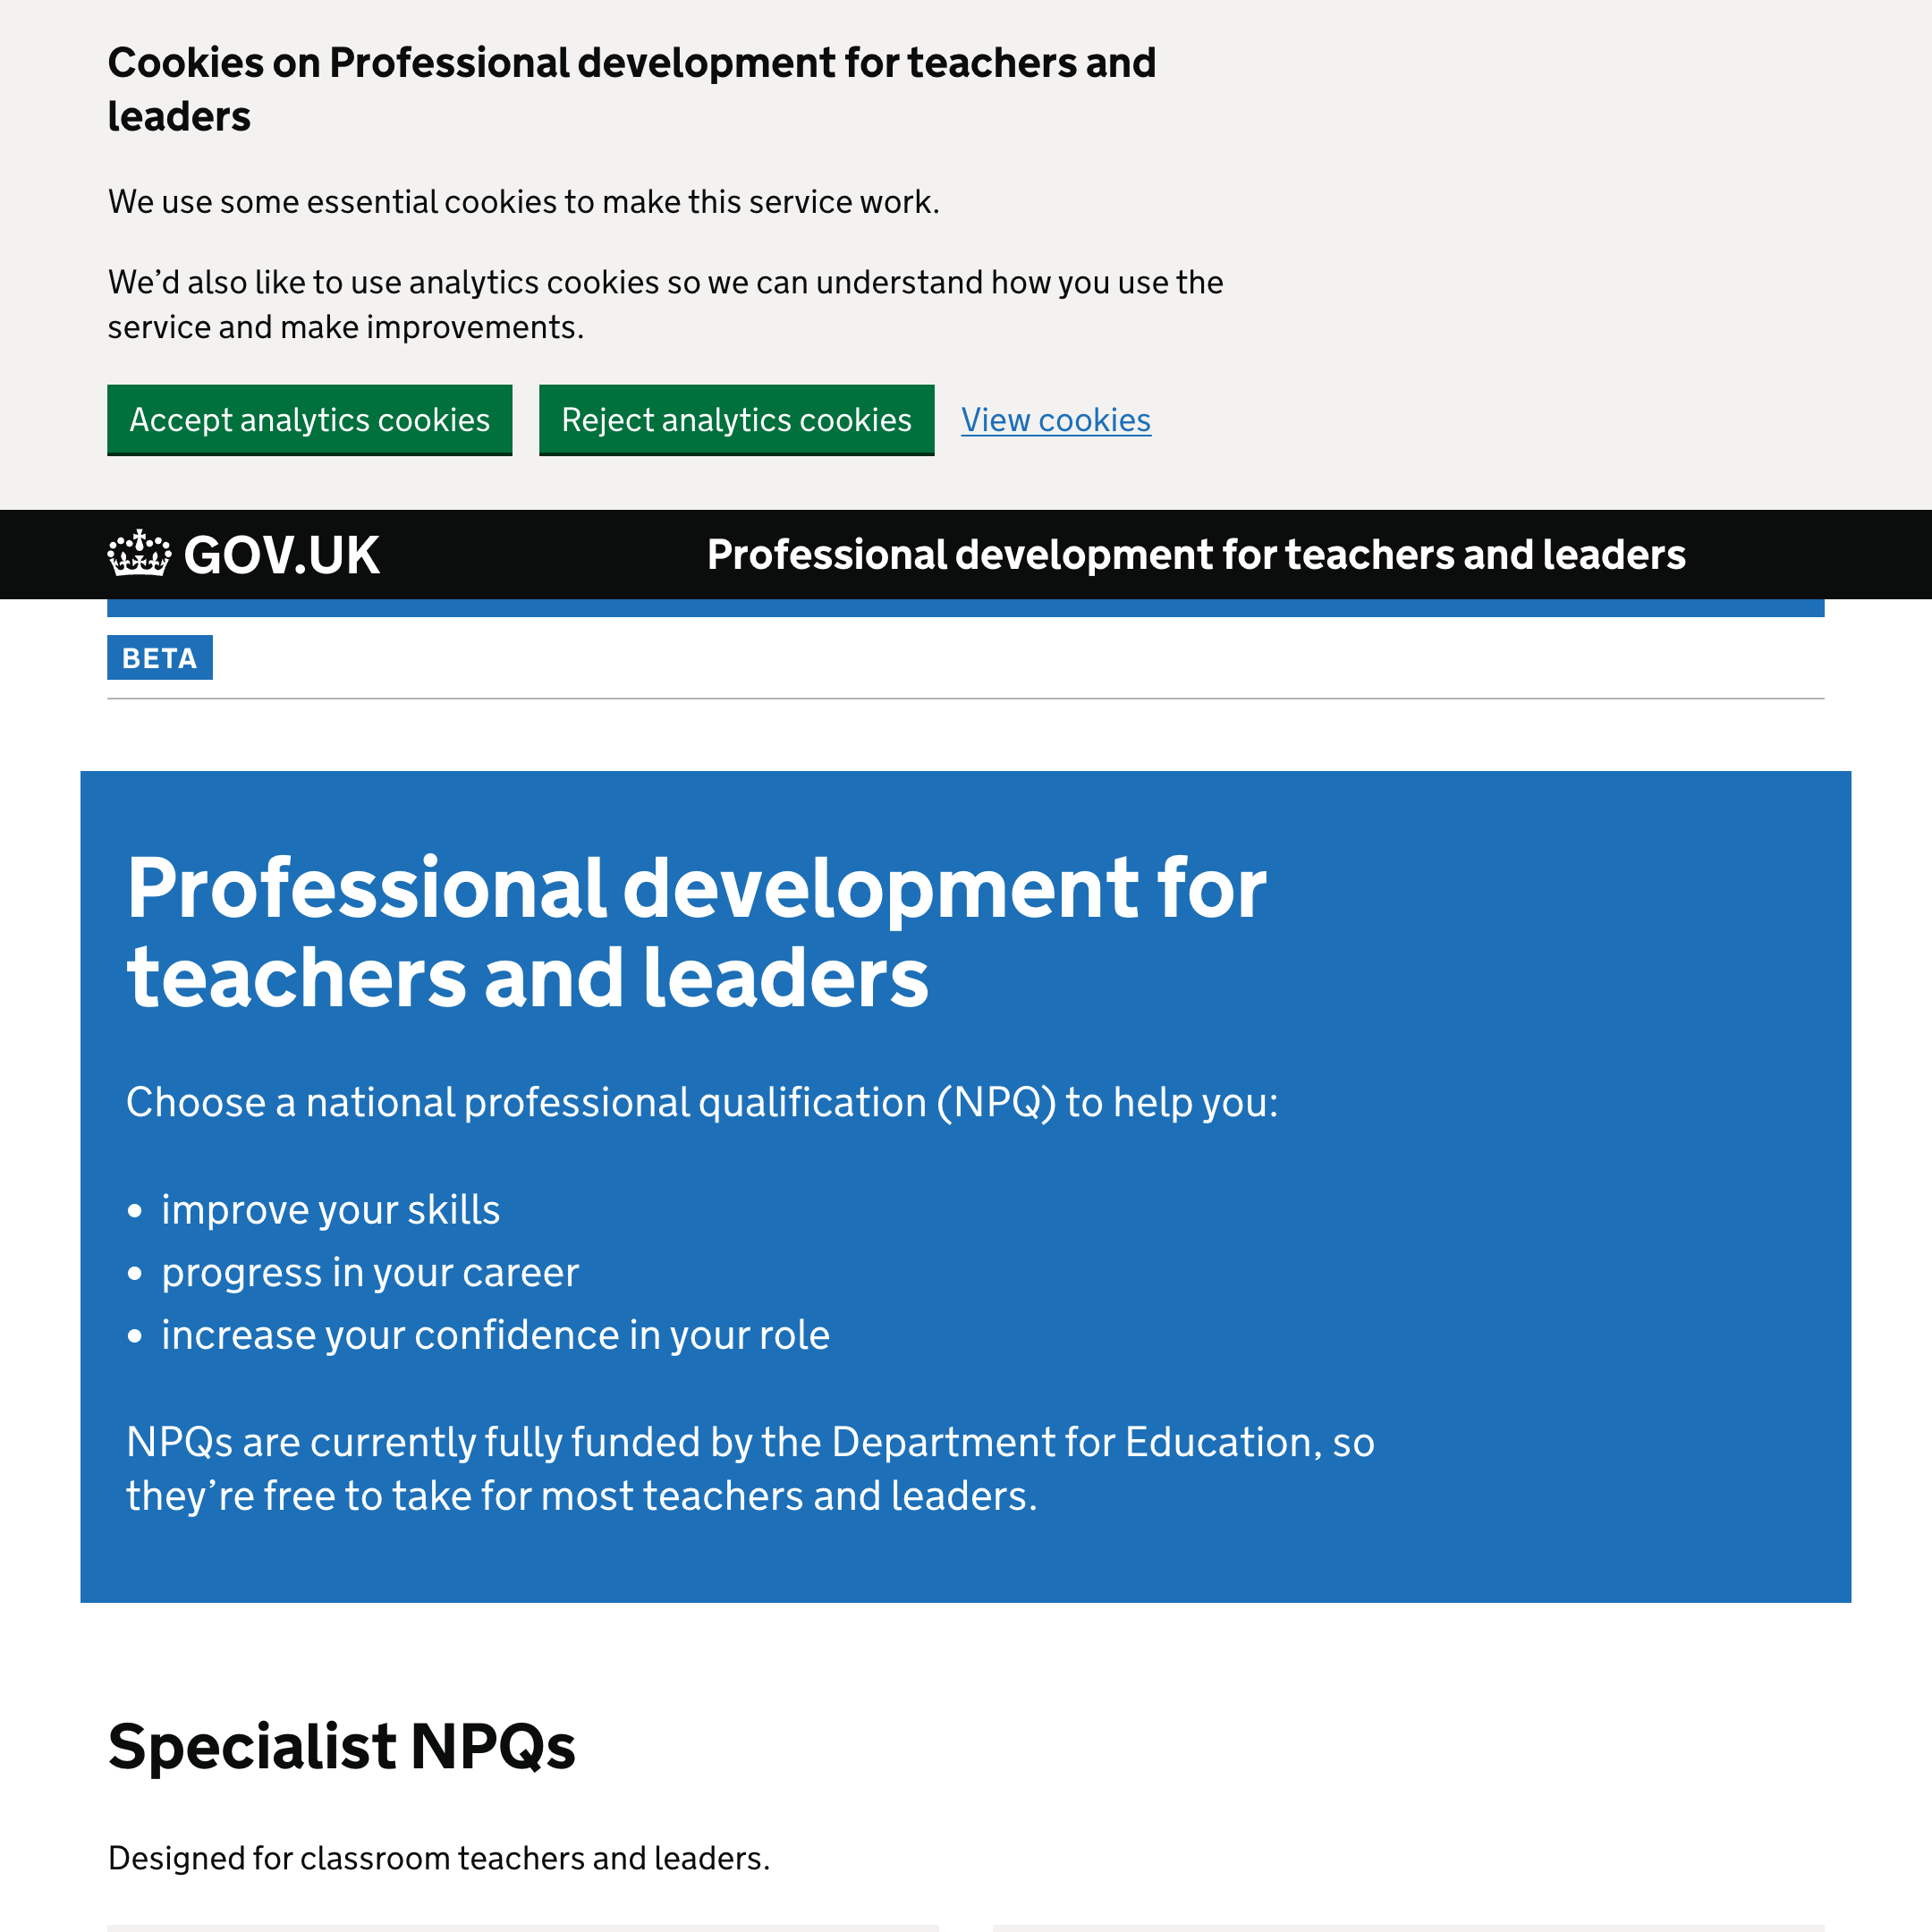 Cookies on Professional development for teachers and
leaders
We use some essential cookies to make this service work.
We’d also like to use analytics cookies so we can understand how you use the
service and make improvements.
Accept analytics cookies Reject analytics cookies View cookies
GOV.UK Professional development for teachers and leaders
BETA
Professional development for
teachers and leaders
Choose a national professional qualification (NPQ) to help you:
• improve your skills
• progress in your career
• increase your confidence in your role
NPQs are currently fully funded by the Department for Education, so
they’re free to take for most teachers and leaders.
Specialist NPQs
Designed for classroom teachers and leaders.